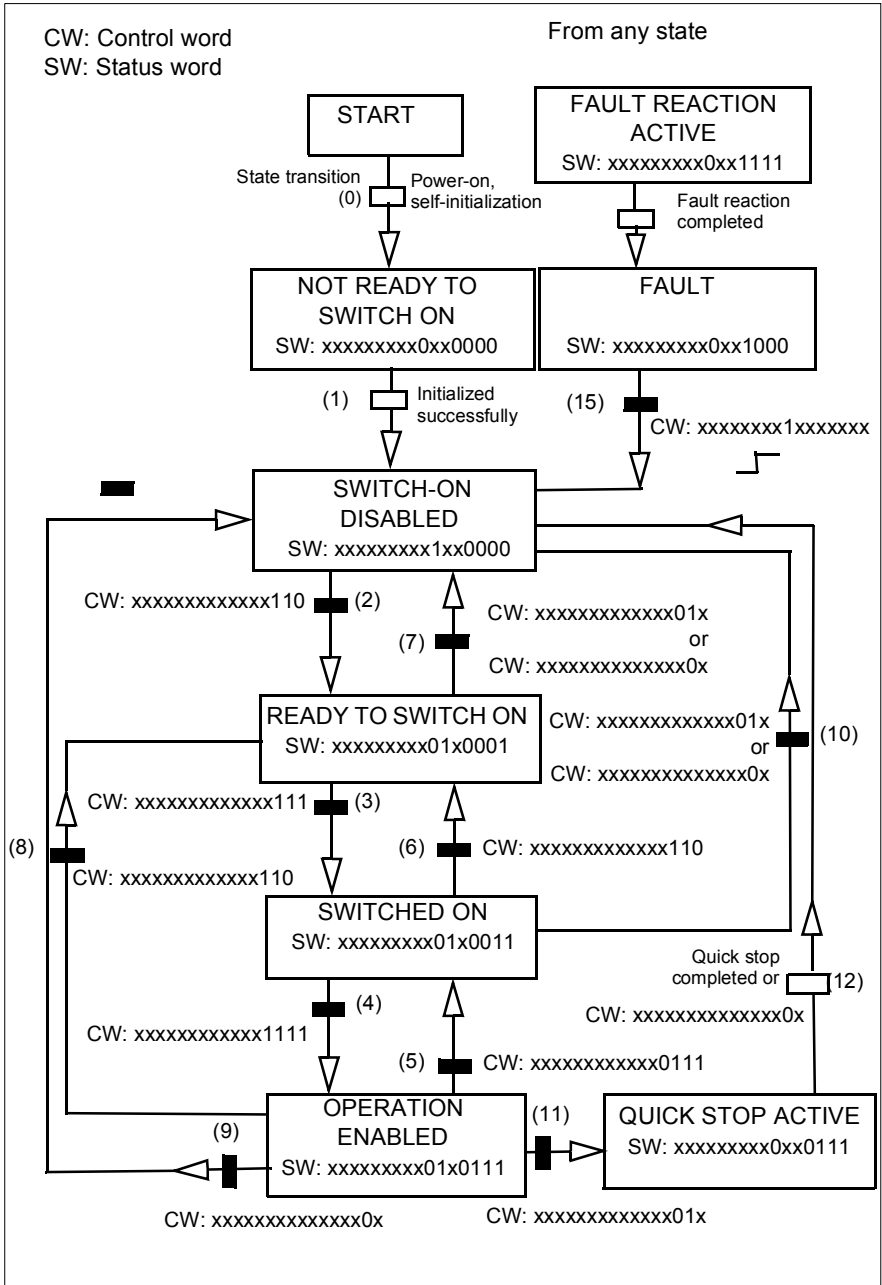 CW: Control word
SW: Status word
From any state
START
FAULT REACTION
ACTIVE
SW: xxxxxxxxx0xx1111
State transition
(0)
Power-on,
self-initialization
Fault reaction
completed
NOT READY TO
SWITCH ON
SW: xxxxxxxxx0xx0000
FAULT
SW: xxxxxxxxx0xx1000
(1)
Initialized
successfully
(15)
CW: xxxxxxxx1xxxxxxx
SWITCH-ON
DISABLED
SW: xxxxxxxxx1xx0000
CW: xxxxxxxxxxxxx110
(2)
(7)
CW: xxxxxxxxxxxxx01x
or
CW: xxxxxxxxxxxxxx0x
READY TO SWITCH ON
SW: xxxxxxxxx01x0001
CW: xxxxxxxxxxxxx01x
or
CW: xxxxxxxxxxxxxx0x
(10)
CW: xxxxxxxxxxxxx111
(3)
(8)
(6)
CW: xxxxxxxxxxxxx110
CW: xxxxxxxxxxxxx110
SWITCHED ON
SW: xxxxxxxxx01x0011
Quick stop
completed or
(12)
CW: xxxxxxxxxxxxxx0x
(4)
CW: xxxxxxxxxxxx1111
(5)
CW: xxxxxxxxxxxx0111
OPERATION
ENABLED
SW: xxxxxxxxx01x0111
(9)
(11)
QUICK STOP ACTIVE
SW: xxxxxxxxx0xx0111
CW: xxxxxxxxxxxxxx0x
CW: xxxxxxxxxxxxx01x